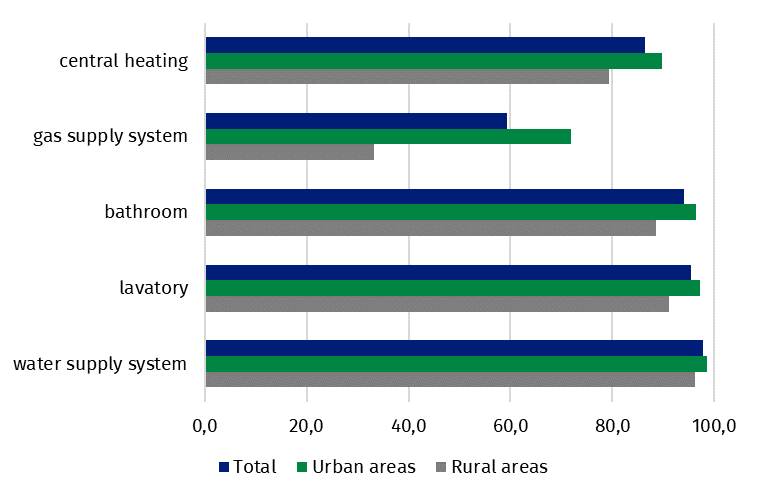 central heating
gas supply system
bathroom
lavatory
water supply system
0,0 20,0 40,0 60,0 80,0 100,0
Total Urban areas Rural areas